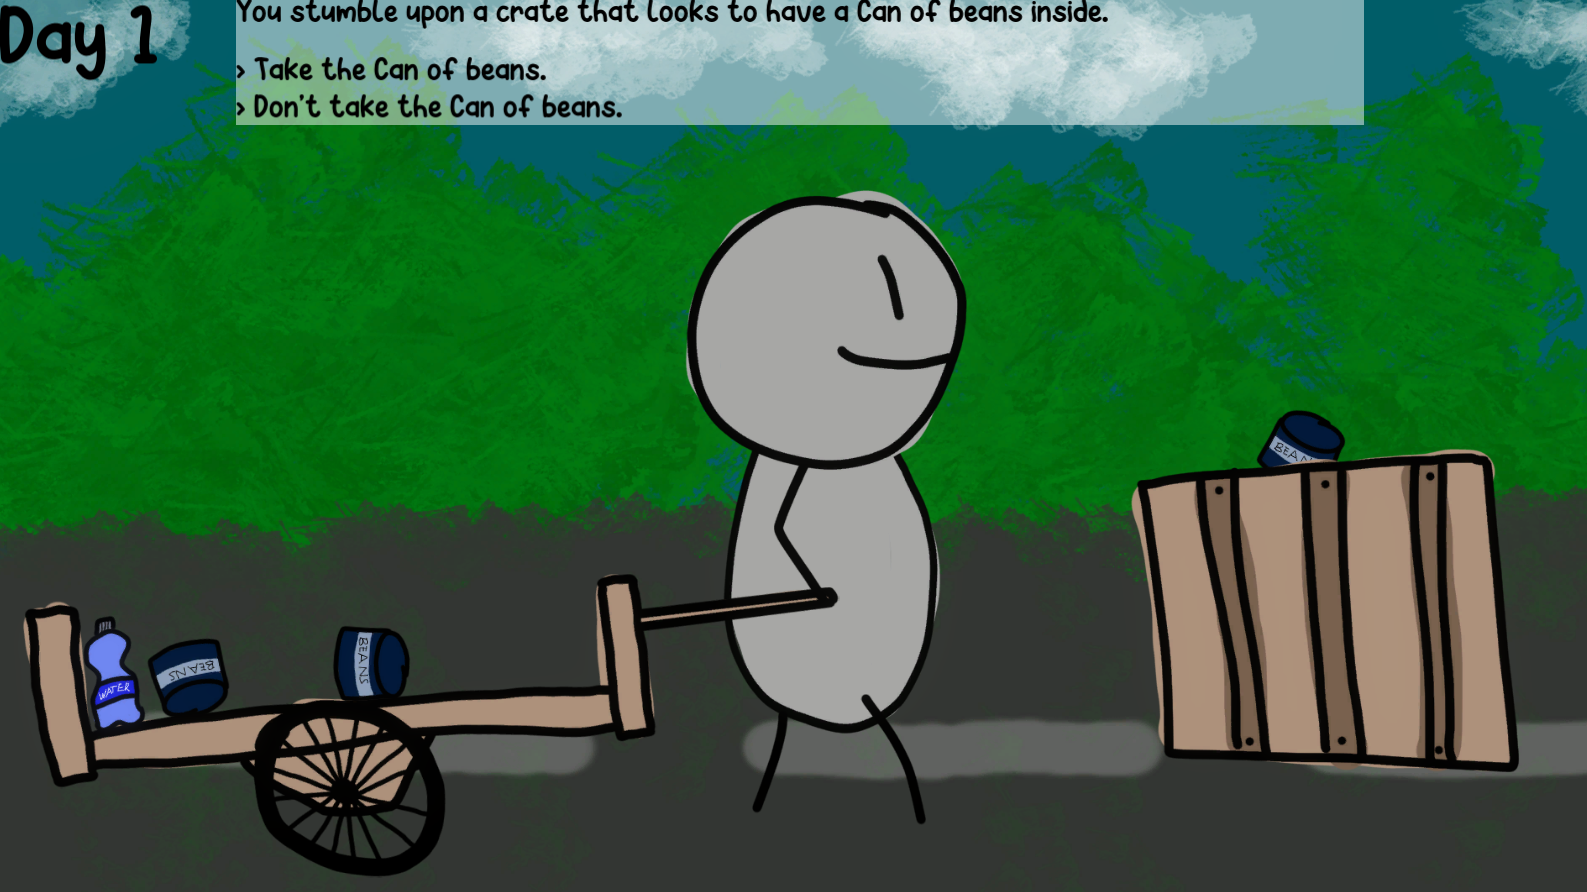 Day 1
You stumble upon a crate that looks to have a Can of beans inside.
> Take the Can of beans.
> Don't take the Can of beans.
BEAN
WATER
BEANS
BEANS